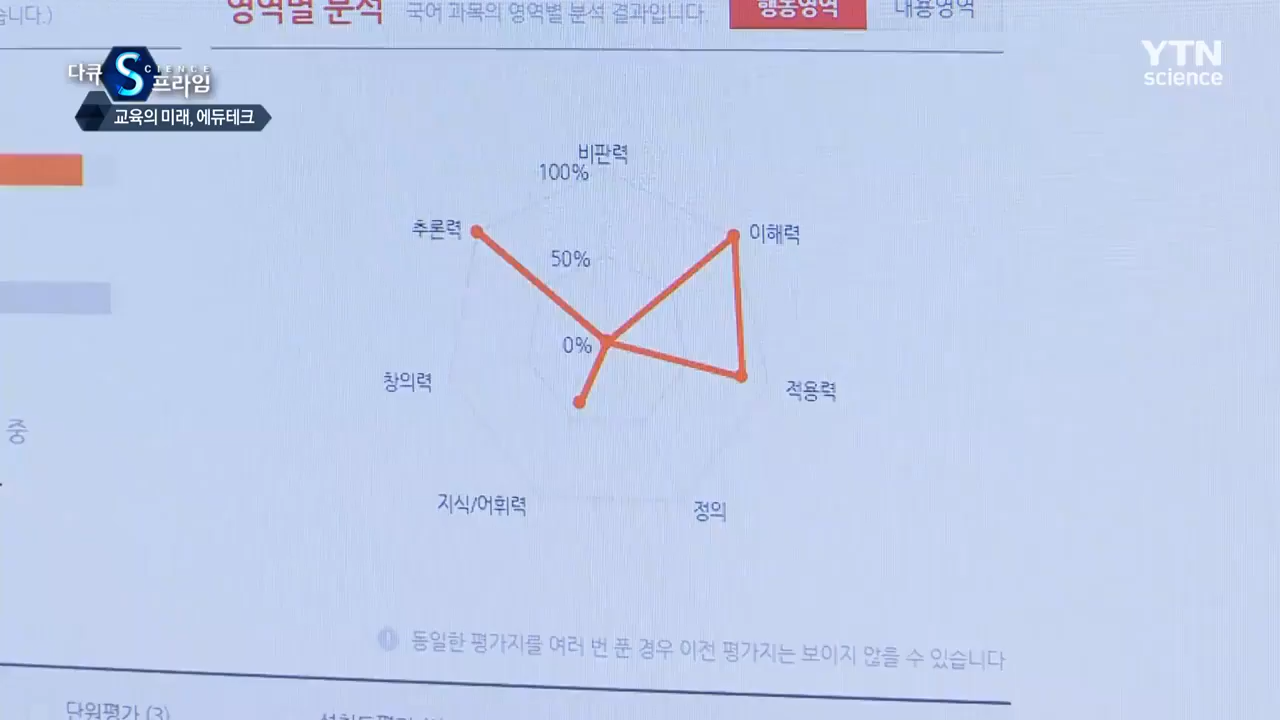 습니다.)
영역별 분석
국어 과목의 영역별 분석 결과입니다.
행동영역
내용영역
다큐 S CIENCE 프라임
교육의 미래, 에듀테크
YTN
science
비판력
100%
추론력
이해력
50%
0%
창의력
적용력
중
지식/어휘력
정의
동일한 평가지를 여러 번 푼 경우 이전 평가지는 보이지 않을 수 있습니다
단원평가 (3)